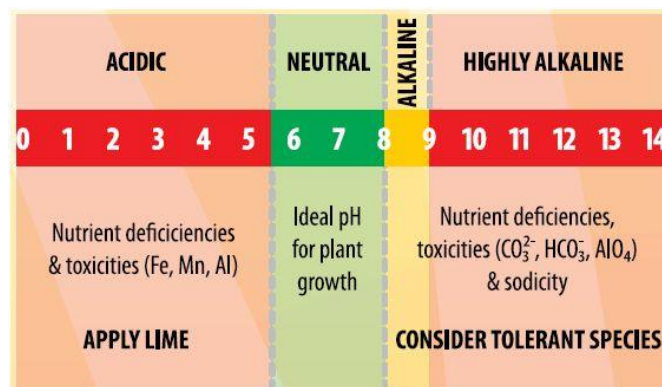 ACIDIC
NEUTRAL
ALKALINE
HIGHLY ALKALINE
0 1 2 3 4 5 6 7 8 9 10 11 12 13 14
Nutrient deficiciencies
& toxicities (Fe, Mn, Al)
Ideal pH
for plant
growth
Nutrient deficiencies,
toxicities (CO₃²⁻, HCO₃⁻, AlO₄)
& sodicity
APPLY LIME
CONSIDER TOLERANT SPECIES